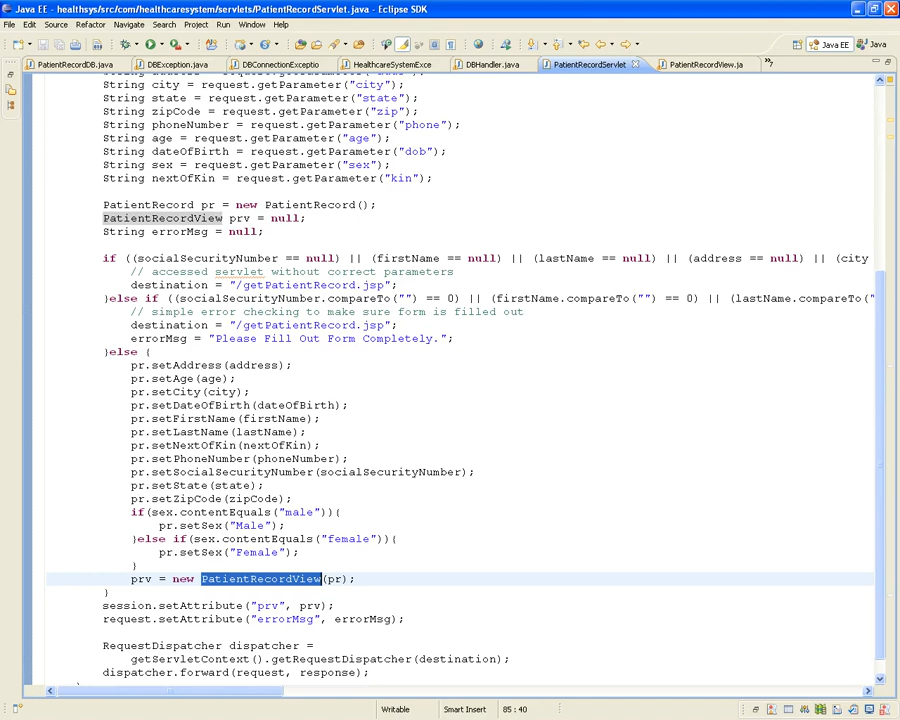 Java EE - healthsys/src/com/healthcaresystem/servlets/PatientRecordServlet.java - Eclipse SDK
File Edit Source Refactor Navigate Search Project Run Window Help
Java EE Java
PatientRecordDB.java DBException.java DBConnectionExceptio HealthcareSystemExce DBHandler.java PatientRecordServlet PatientRecordView.ja
String city = request.getParameter("city");
String state = request.getParameter("state");
String zipCode = request.getParameter("zip");
String phoneNumber = request.getParameter("phone");
String age = request.getParameter("age");
String dateOfBirth = request.getParameter("dob");
String sex = request.getParameter("sex");
String nextOfKin = request.getParameter("kin");
PatientRecord pr = new PatientRecord();
PatientRecordView prv = null;
String errorMsg = null;
if ((socialSecurityNumber == null) || (firstName == null) || (lastName == null) || (address == null) || (city
// accessed servlet without correct parameters
destination = "/getPatientRecord.jsp";
}else if ((socialSecurityNumber.compareTo("") == 0) || (firstName.compareTo("") == 0) || (lastName.compareTo("
// simple error checking to make sure form is filled out
destination = "/getPatientRecord.jsp";
errorMsg = "Please Fill Out Form Completely.";
}else {
pr.setAddress(address);
pr.setAge(age);
pr.setCity(city);
pr.setDateOfBirth(dateOfBirth);
pr.setFirstName(firstName);
pr.setLastName(lastName);
pr.setNextOfKin(nextOfKin);
pr.setPhoneNumber(phoneNumber);
pr.setSocialSecurityNumber(socialSecurityNumber);
pr.setState(state);
pr.setZipCode(zipCode);
if(sex.contentEquals("male")){
pr.setSex("Male");
}else if(sex.contentEquals("female")){
pr.setSex("Female");
}
prv = new PatientRecordView(pr);
}
session.setAttribute("prv", prv);
request.setAttribute("errorMsg", errorMsg);
RequestDispatcher dispatcher =
getServletContext().getRequestDispatcher(destination);
dispatcher.forward(request, response);
Writable Smart Insert 85 : 40